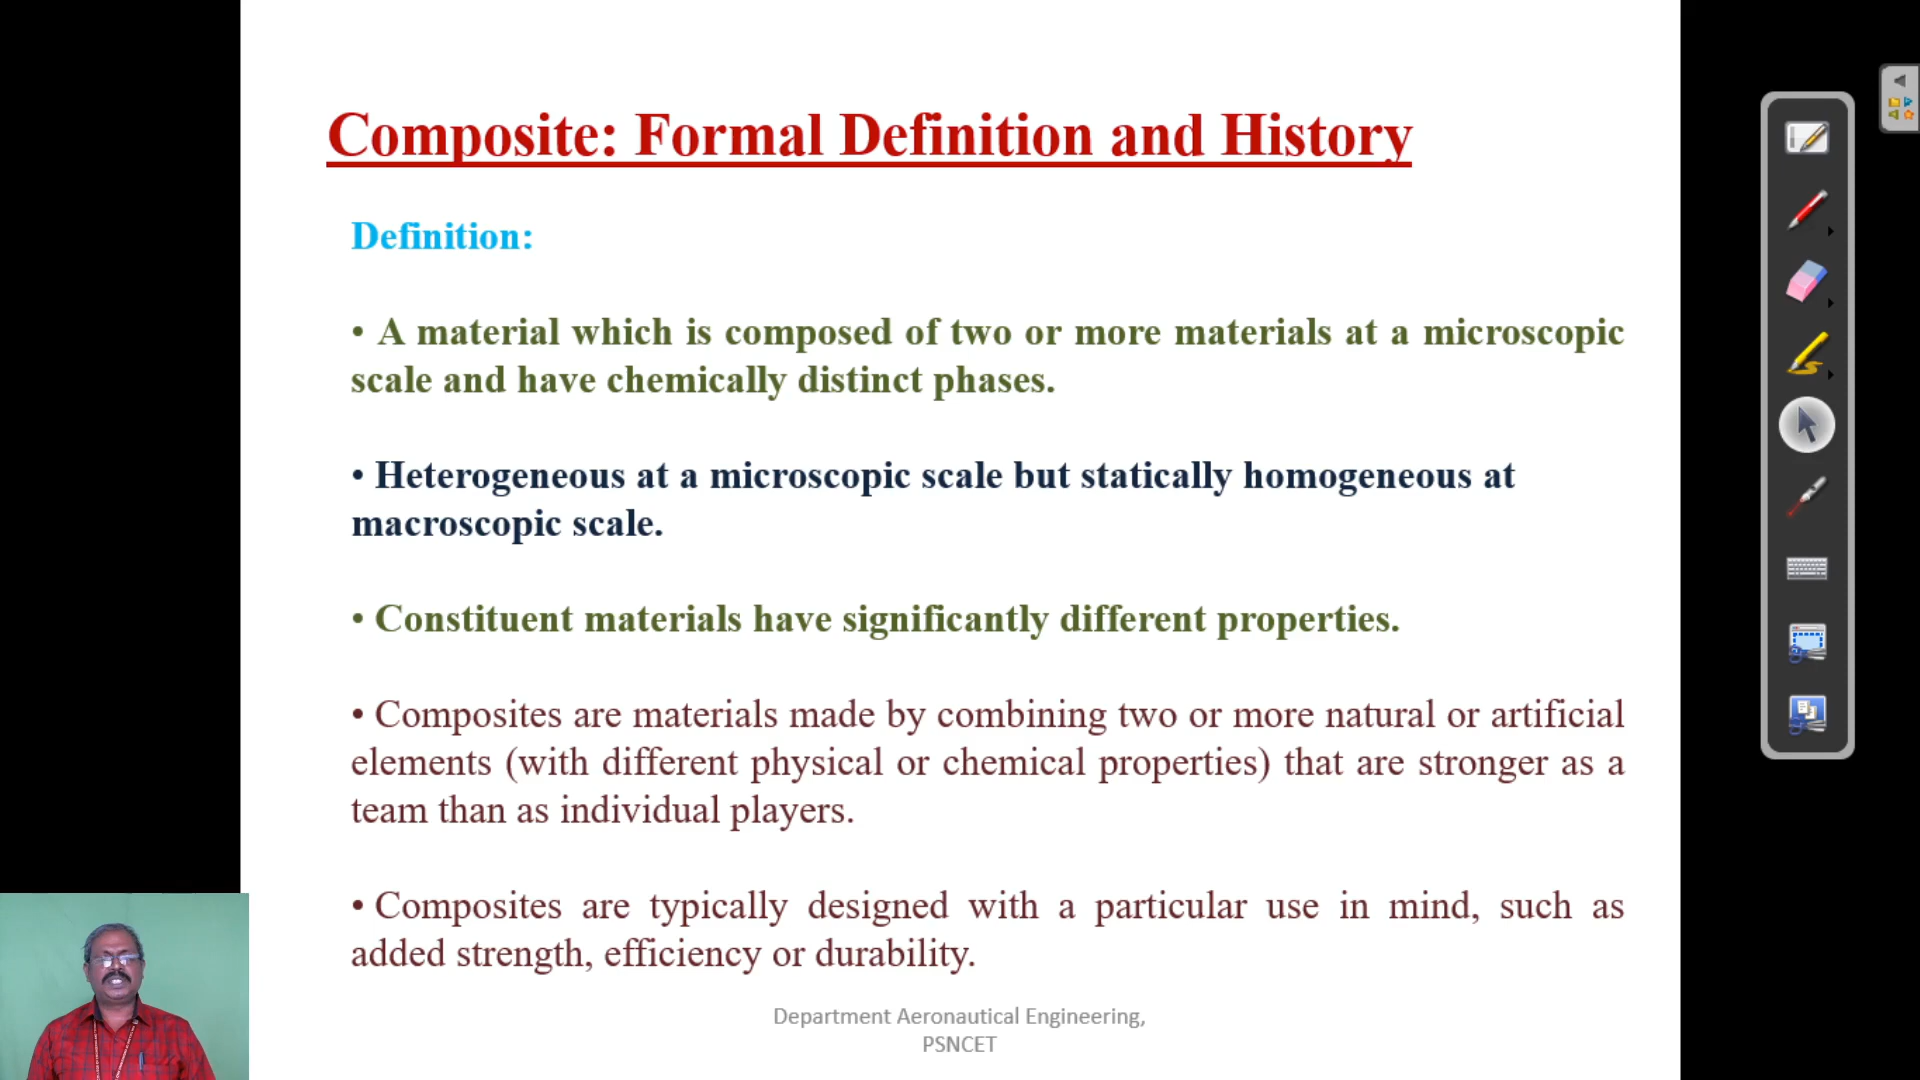 Composite: Formal Definition and History
Definition:
• A material which is composed of two or more materials at a microscopic
scale and have chemically distinct phases.
• Heterogeneous at a microscopic scale but statically homogeneous at
macroscopic scale.
• Constituent materials have significantly different properties.
• Composites are materials made by combining two or more natural or artificial
elements (with different physical or chemical properties) that are stronger as a
team than as individual players.
• Composites are typically designed with a particular use in mind, such as
added strength, efficiency or durability.
Department Aeronautical Engineering,
PSNCET